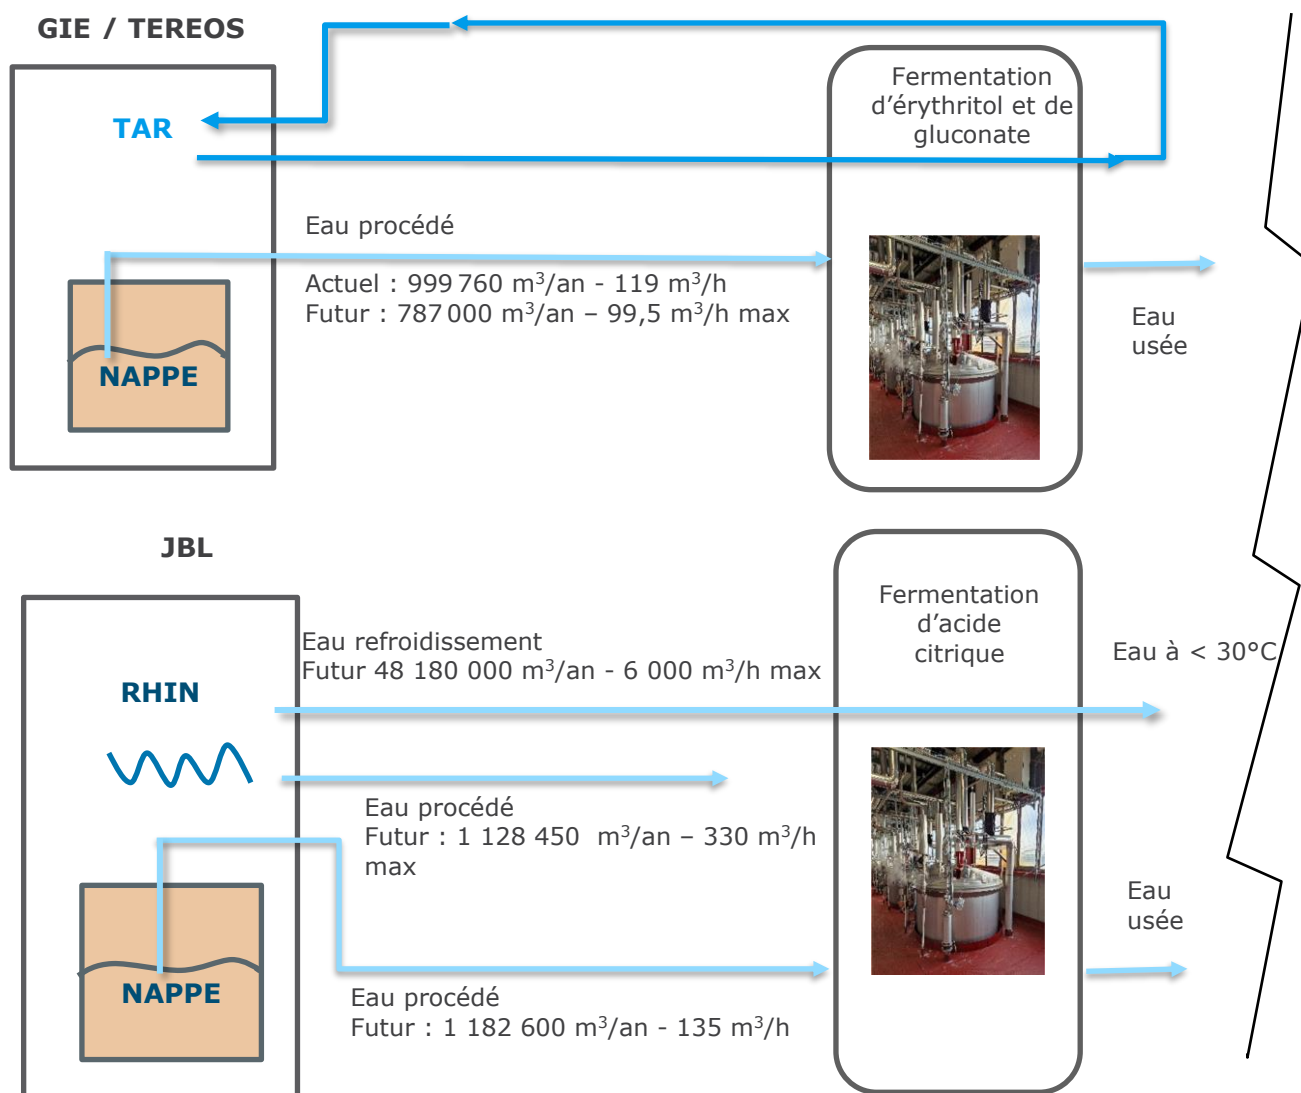 GIE / TEREOS
TAR
Fermentation
d’érythritol et de
gluconate
Eau procédé
Actuel : 999 760 m³/an - 119 m³/h
Futur : 787 000 m³/an – 99,5 m³/h max
NAPPE
Eau
usée
JBL
Fermentation
d’acide
citrique
Eau refroidissement
Futur 48 180 000 m³/an - 6 000 m³/h max
Eau à < 30°C
RHIN
Eau procédé
Futur : 1 128 450 m³/an – 330 m³/h
max
Eau
usée
NAPPE
Eau procédé
Futur : 1 182 600 m³/an - 135 m³/h